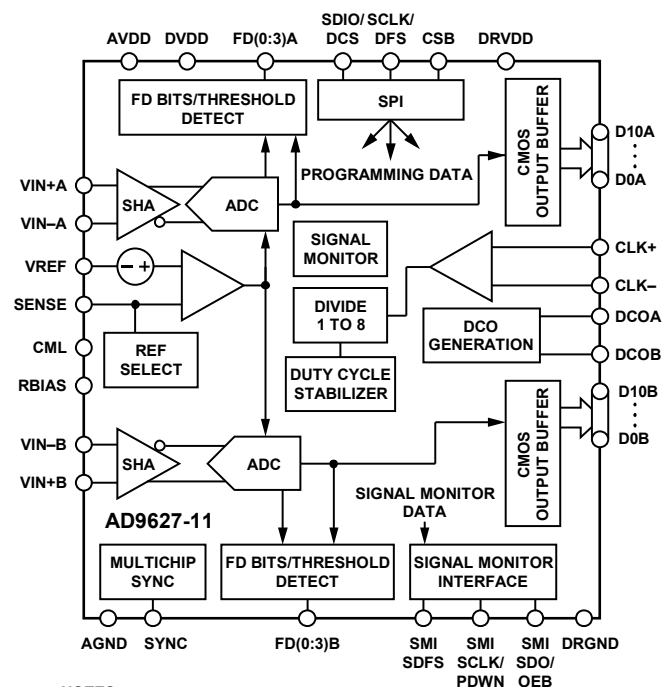 SDIO/ SCLK/
AVDD DVDD FD(0:3)A DCS DFS CSB DRVDD
FD BITS/THRESHOLD
DETECT
SPI
PROGRAMMING DATA
CMOS
OUTPUT BUFFER
D10A
D0A
VIN+A
VIN–A
SHA
ADC
VREF
– +
SENSE
SIGNAL
MONITOR
CLK+
CLK–
CML
REF
SELECT
DIVIDE
1 TO 8
DCO
GENERATION
DCOA
DCOB
RBIAS
DUTY CYCLE
STABILIZER
CMOS
OUTPUT BUFFER
D10B
D0B
VIN–B
VIN+B
SHA
ADC
AD9627-11
SIGNAL MONITOR
DATA
MULTICHIP
SYNC
FD BITS/THRESHOLD
DETECT
SIGNAL MONITOR
INTERFACE
AGND SYNC FD(0:3)B SMI SMI SMI DRGND
SDFS SCLK/ SDO/
PDWN OEB